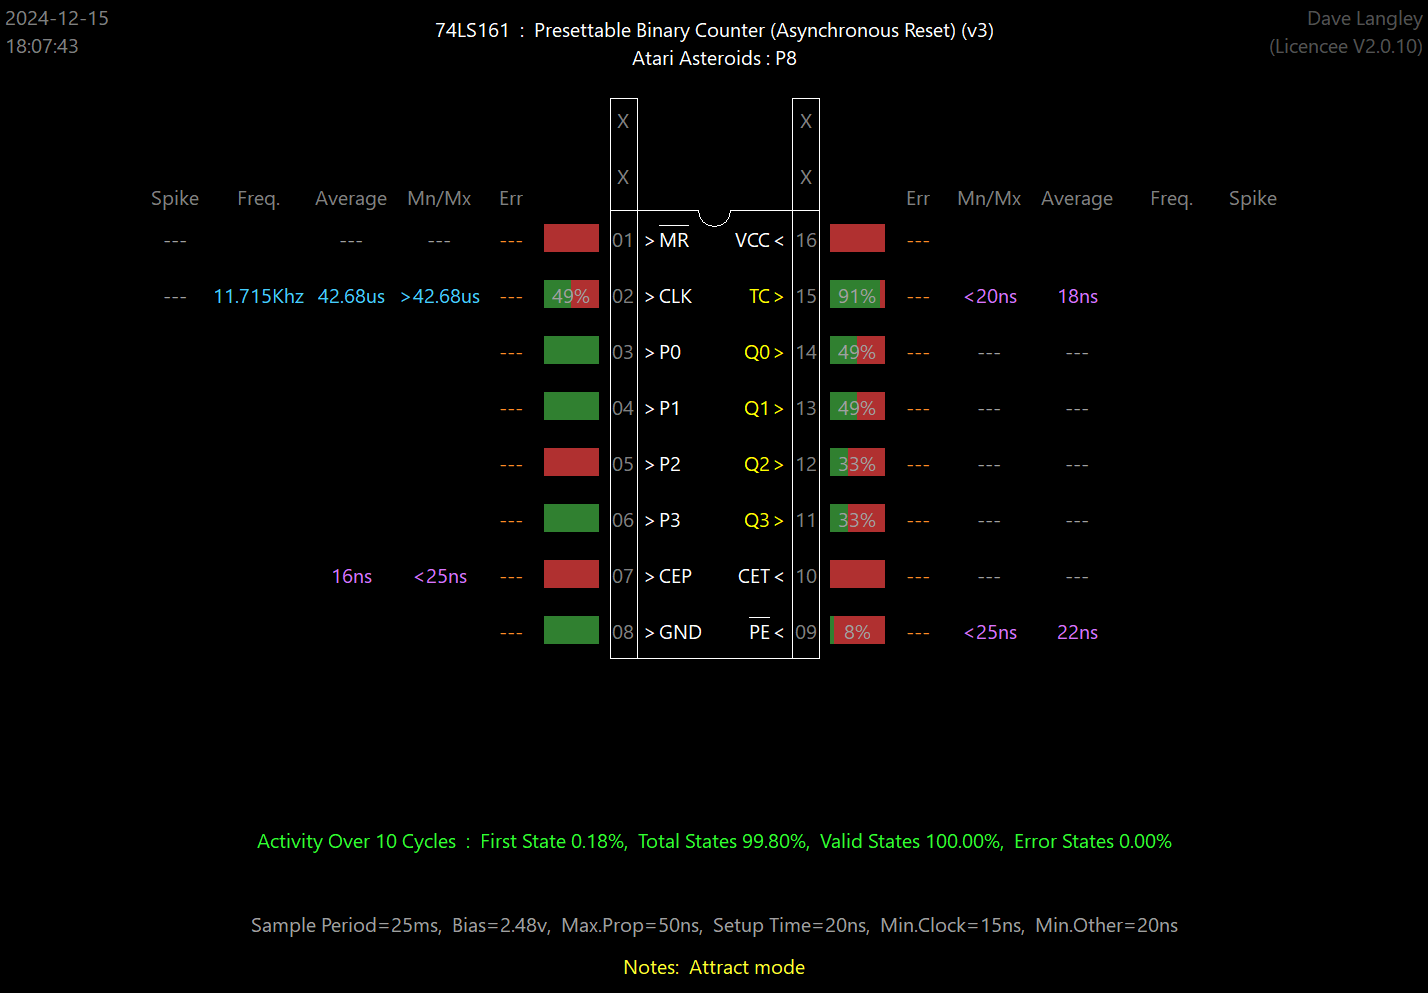 2024-12-15
18:07:43
74LS161 : Presettable Binary Counter (Asynchronous Reset) (v3)
Atari Asteroids : P8
Dave Langley
(Licencee V2.0.10)
X X
X X
Spike Freq. Average Mn/Mx Err Err Mn/Mx Average Freq. Spike
--- --- --- --- 01 > MR VCC < 16 ---
--- 11.715Khz 42.68us >42.68us --- 49% 02 > CLK TC > 15 91% --- <20ns 18ns
--- 03 > P0 Q0 > 14 49% --- --- ---
--- 04 > P1 Q1 > 13 49% --- --- ---
--- 05 > P2 Q2 > 12 33% --- --- ---
--- 06 > P3 Q3 > 11 33% --- --- ---
16ns <25ns --- 07 > CEP CET < 10 --- --- ---
--- 08 > GND PE < 09 8% --- <25ns 22ns
Activity Over 10 Cycles : First State 0.18%, Total States 99.80%, Valid States 100.00%, Error States 0.00%
Sample Period=25ms, Bias=2.48v, Max.Prop=50ns, Setup Time=20ns, Min.Clock=15ns, Min.Other=20ns
Notes: Attract mode